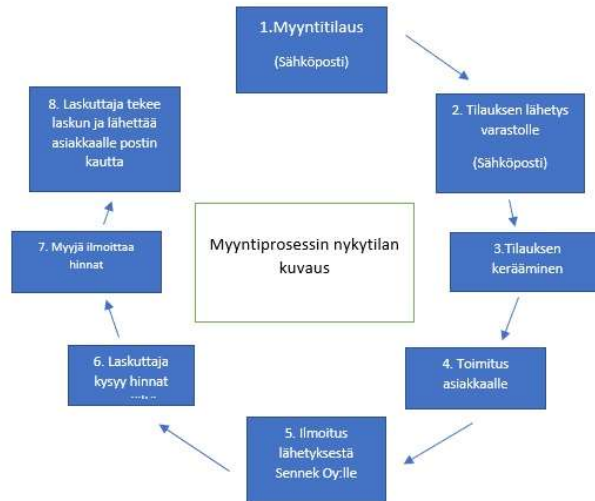 1.Myyntitilaus
(Sähköposti)
2. Tilauksen lähetys
varastolle
(Sähköposti)
3.Tilauksen
kerääminen
4. Toimitus
asiakkaalle
5. Ilmoitus
lähetyksestä
Sennek Oy:lle
6. Laskuttaja
kysyy hinnat
7. Myyjä ilmoittaa
hinnat
8. Laskuttaja tekee
laskun ja lähettää
asiakkaalle postin
kautta
Myyntiprosessin nykytilan
kuvaus